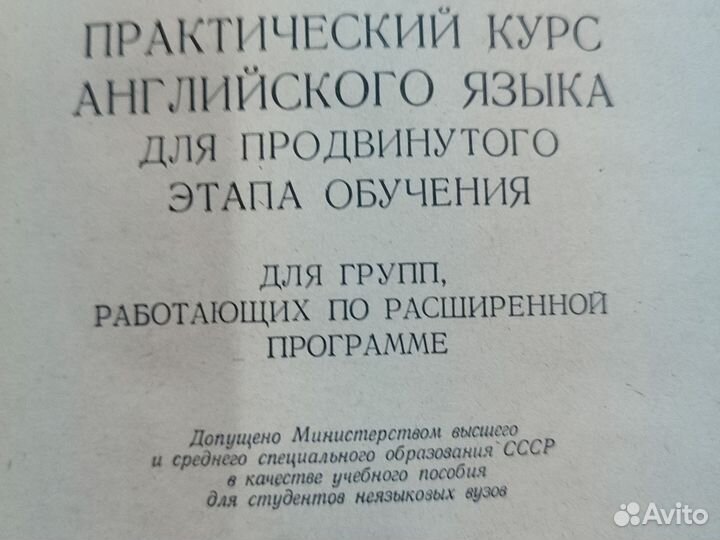 ПРАКТИЧЕСКИЙ КУРС
АНГЛИЙСКОГО ЯЗЫКА
ДЛЯ ПРОДВИНУТОГО
ЭТАПА ОБУЧЕНИЯ
ДЛЯ ГРУПП,
РАБОТАЮЩИХ ПО РАСШИРЕННОЙ
ПРОГРАММЕ
Допущено Министерством высшего
и среднего специального образования СССР
в качестве учебного пособия
для студентов неязыковых вузов
Avito